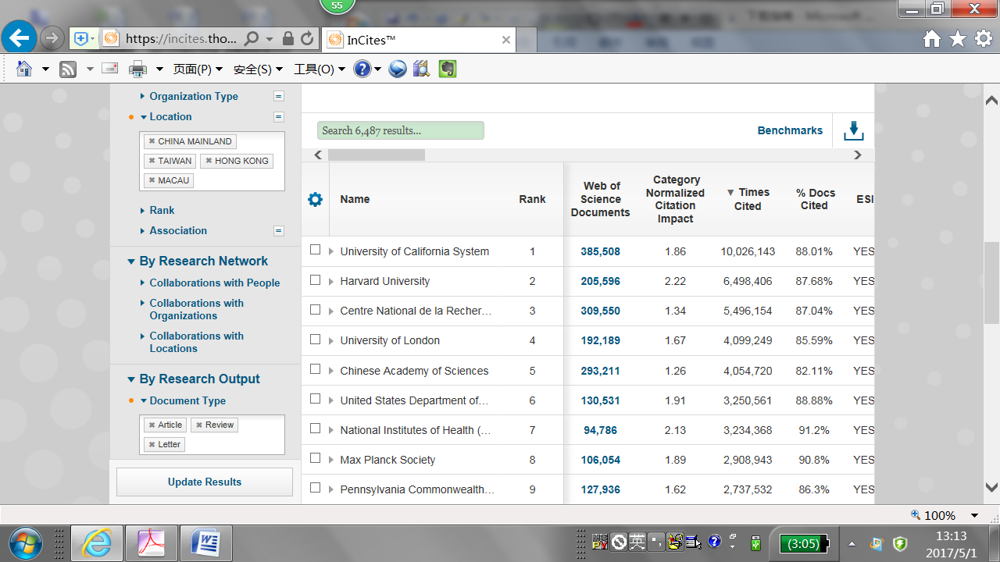 55
https://incites.tho...
InCites™
页面(P)
安全(S)
工具(O)
Organization Type
Location
CHINA MAINLAND
TAIWAN HONG KONG
MACAU
Rank
Association
By Research Network
Collaborations with People
Collaborations with
Organizations
Collaborations with
Locations
By Research Output
Document Type
Article Review
Letter
Update Results
Search 6,487 results...
Benchmarks
Name Rank Web of Science Documents Category Normalized Citation Impact ▼ Times Cited % Docs Cited ESI
University of California System 1 385,508 1.86 10,026,143 88.01% YES
Harvard University 2 205,596 2.22 6,498,406 87.68% YES
Centre National de la Recher... 3 309,550 1.34 5,496,154 87.04% YES
University of London 4 192,189 1.67 4,099,249 85.59% YES
Chinese Academy of Sciences 5 293,211 1.26 4,054,720 82.11% YES
United States Department of... 6 130,531 1.91 3,250,561 88.88% YES
National Institutes of Health (... 7 94,786 2.13 3,234,368 91.2% YES
Max Planck Society 8 106,054 1.89 2,908,943 90.8% YES
Pennsylvania Commonwealth... 9 127,936 1.62 2,737,532 86.3% YES
100%
英
(3:05)
13:13
2017/5/1